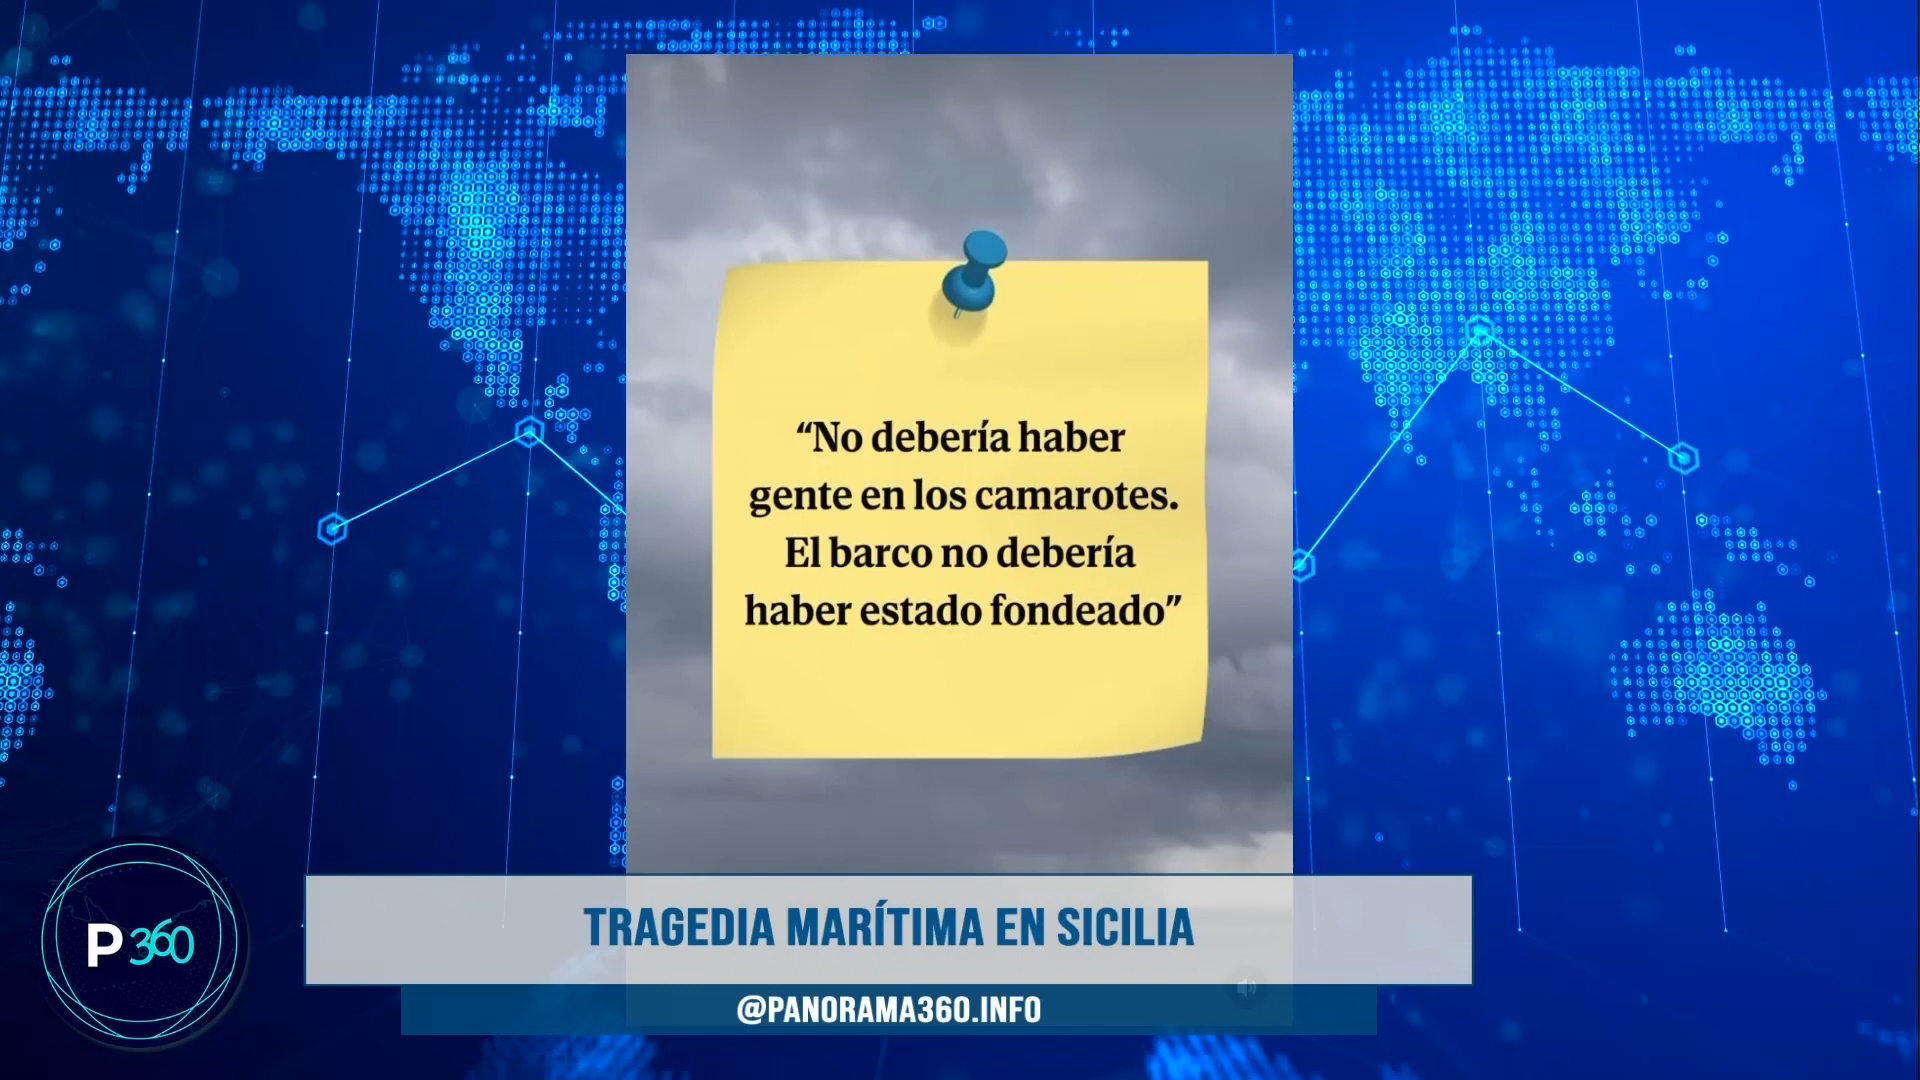 “No debería haber
gente en los camarotes.
El barco no debería
haber estado fondeado”
TRAGEDIA MARÍTIMA EN SICILIA
P360
@PANORAMA360.INFO